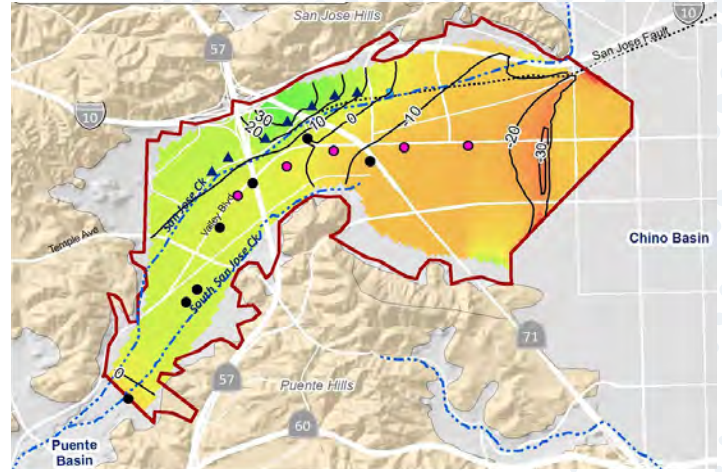 San Jose Hills
10
57
San Jose Fault
10
-30
-20
-10
0
-10
-20
-30
San Jose Ck
Valley Blvd
Temple Ave
South San Jose Ck
Chino Basin
71
0
57
Puente Hills
60
Puente
Basin